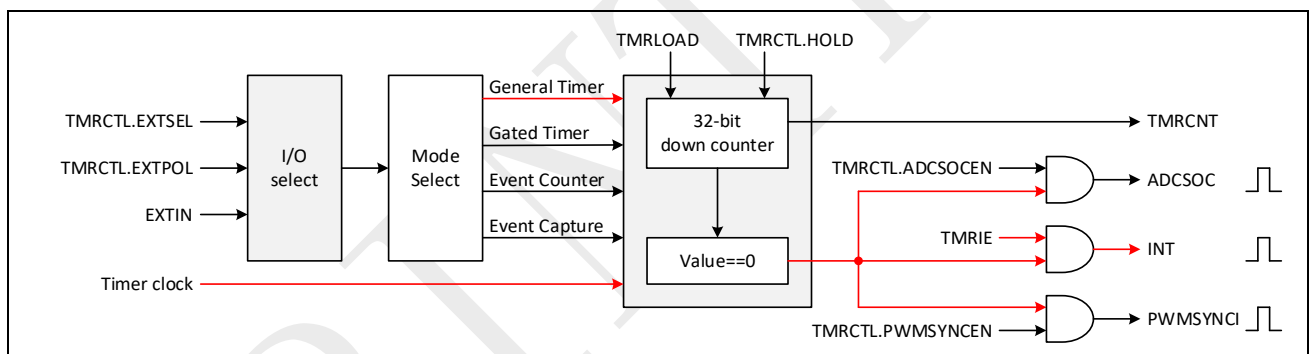 TMRLOAD TMRCTL.HOLD
General Timer
TMRCTL.EXTSEL
32-bit
down counter
TMRCNT
Gated Timer
TMRCTL.EXTPOL
I/O
select
Mode
Select
TMRCTL.ADCSOCEN
ADCSOC
Event Counter
EXTIN
Event Capture
TMRIE
INT
Value==0
Timer clock
PWMSYNCI
TMRCTL.PWMSYNCEN